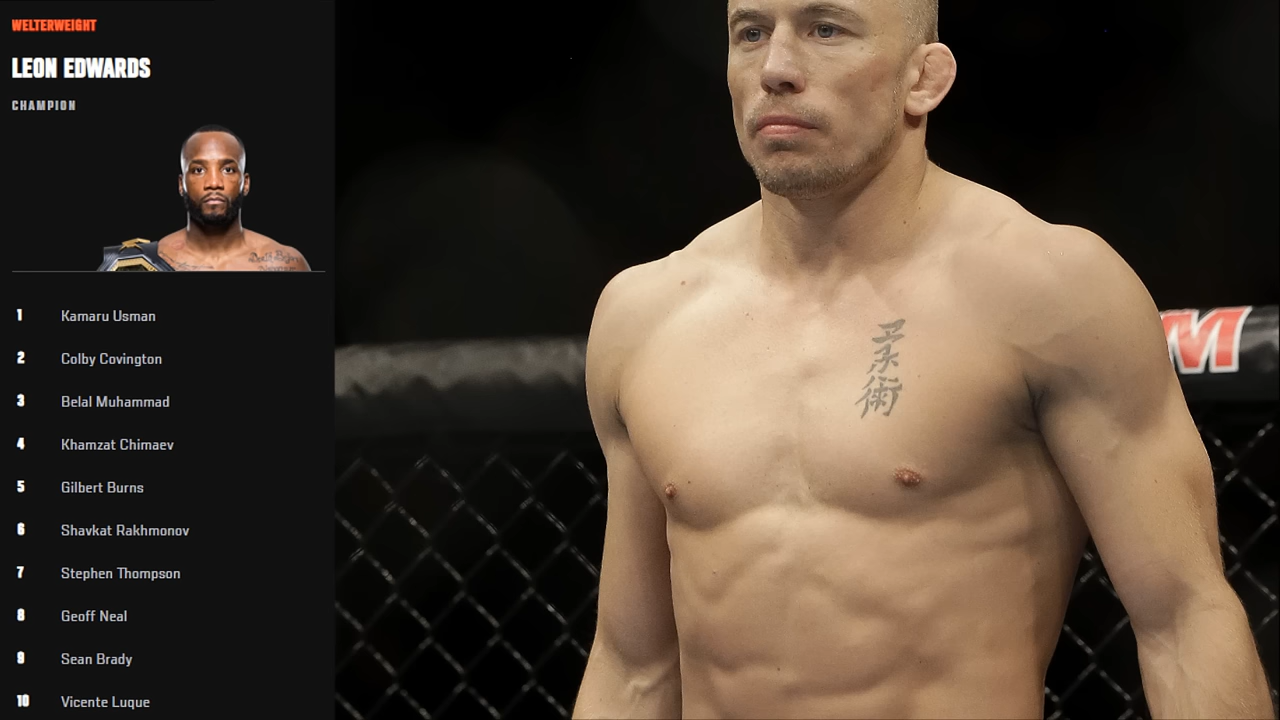 WELTERWEIGHT
LEON EDWARDS
CHAMPION
1 Kamaru Usman
2 Colby Covington
3 Belal Muhammad
4 Khamzat Chimaev
5 Gilbert Burns
6 Shavkat Rakhmonov
7 Stephen Thompson
8 Geoff Neal
9 Sean Brady
10 Vicente Luque
柔術
M